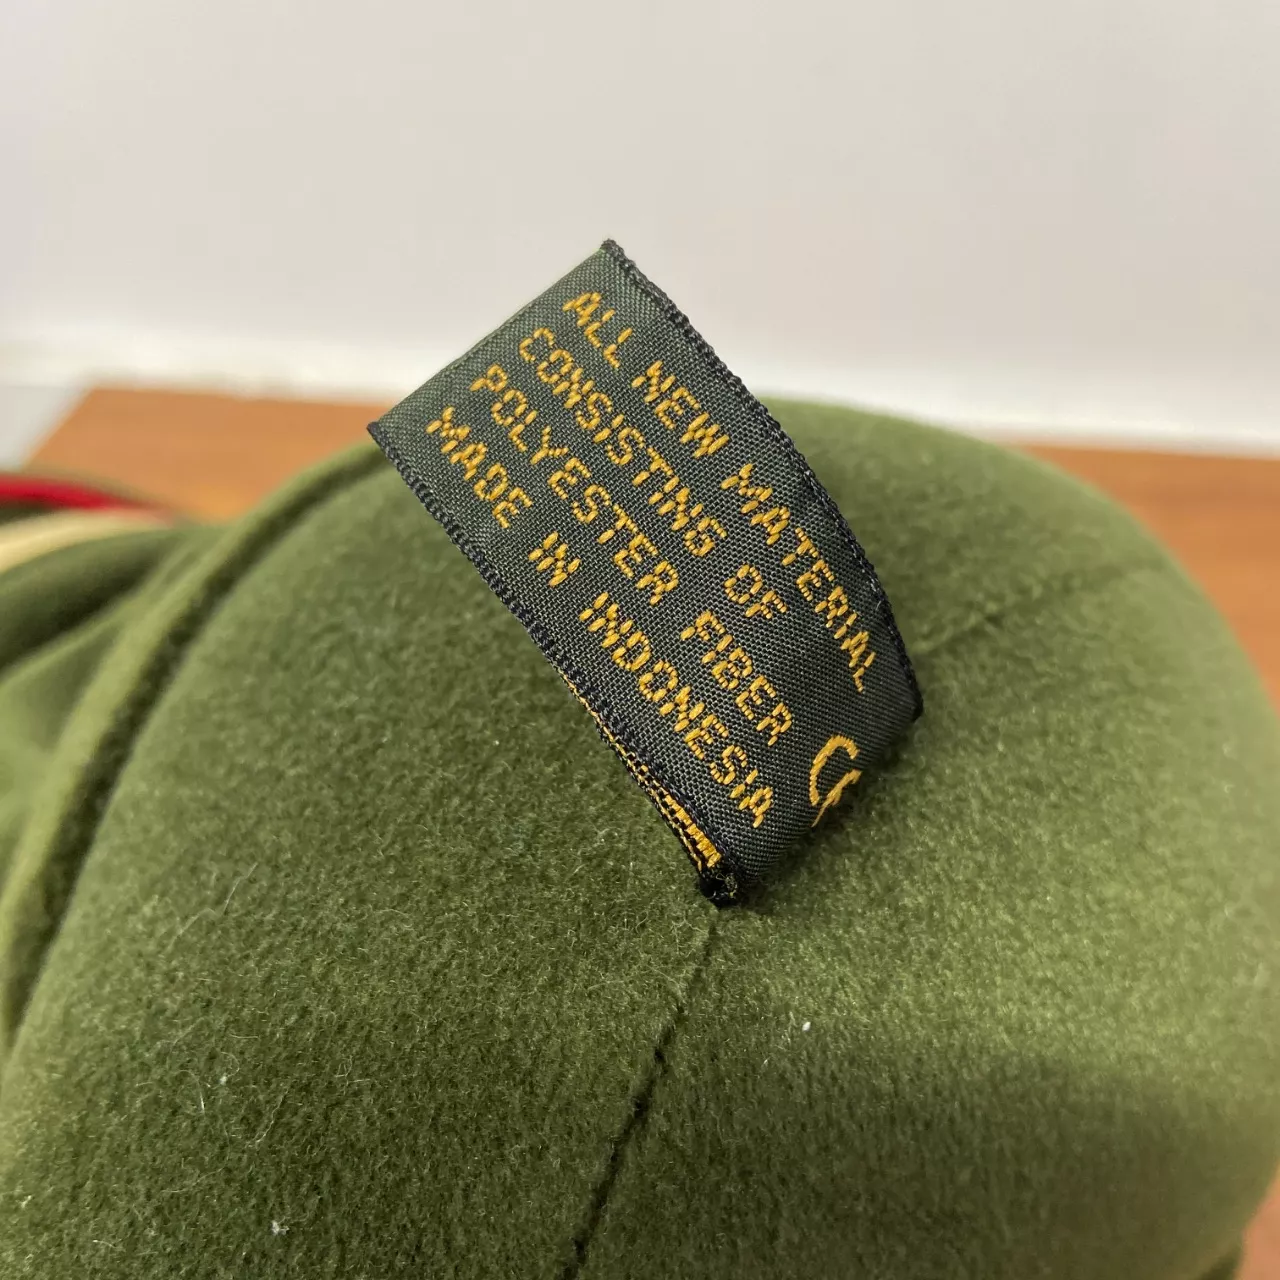 ALL NEW MATERIAL
CONSISTING OF
POLYESTER FIBER
MADE IN INDONESIA